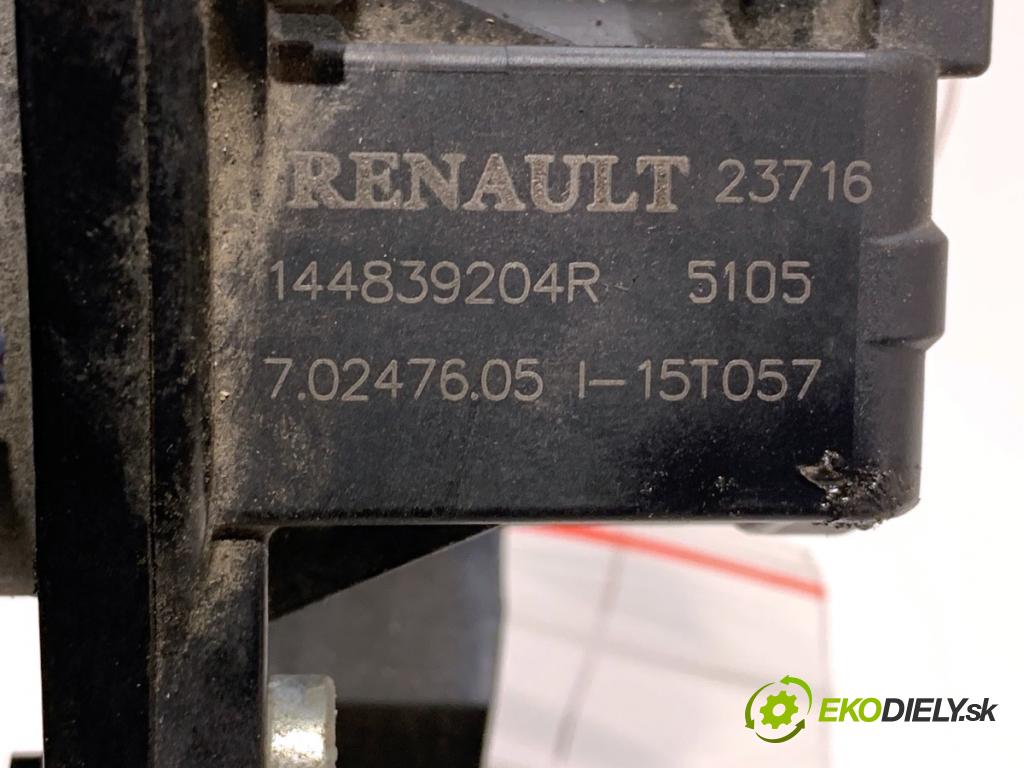 RENAULT 23716
144839204R 5105
7.02476.05 I-15T057
EKODIELY.sk